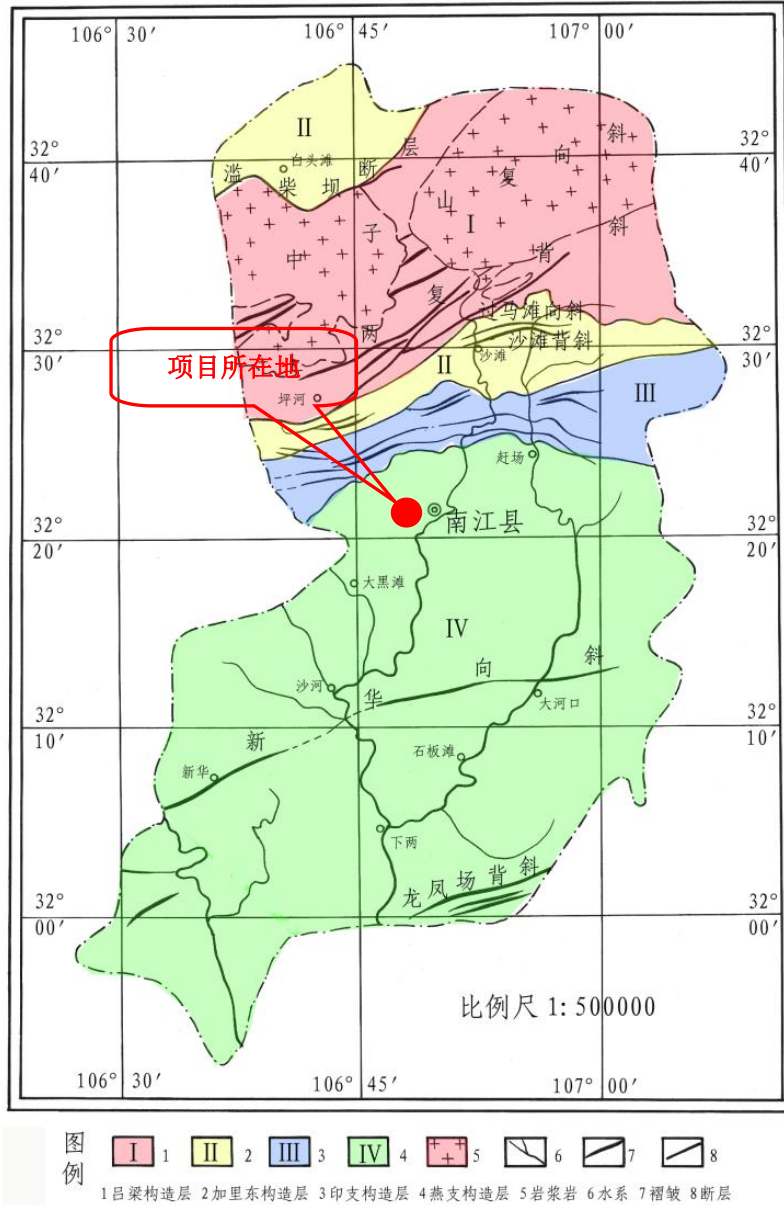 106° 30′ 106° 45′ 107° 00′
II
32° 40′ 白头滩 32° 40′
滥柴坝断层
中子山复向斜
I
两复背斜
过马滩向斜
沙滩背斜
32° 30′ 沙滩 32° 30′
项目所在地
II
III
坪河
赶场
南江县
32° 20′ 32° 20′
大黑滩
IV
沙河
新华向斜
大河口
32° 10′ 32° 10′
石板滩
新华
下两
龙凤场背斜
32° 00′ 32° 00′
比例尺 1: 500000
106° 30′ 106° 45′ 107° 00′
图例
I 1 II 2 III 3 IV 4 5 6 7 8
1吕梁构造层 2加里东构造层 3印支构造层 4燕支构造层 5岩浆岩 6水系 7褶皱 8断层